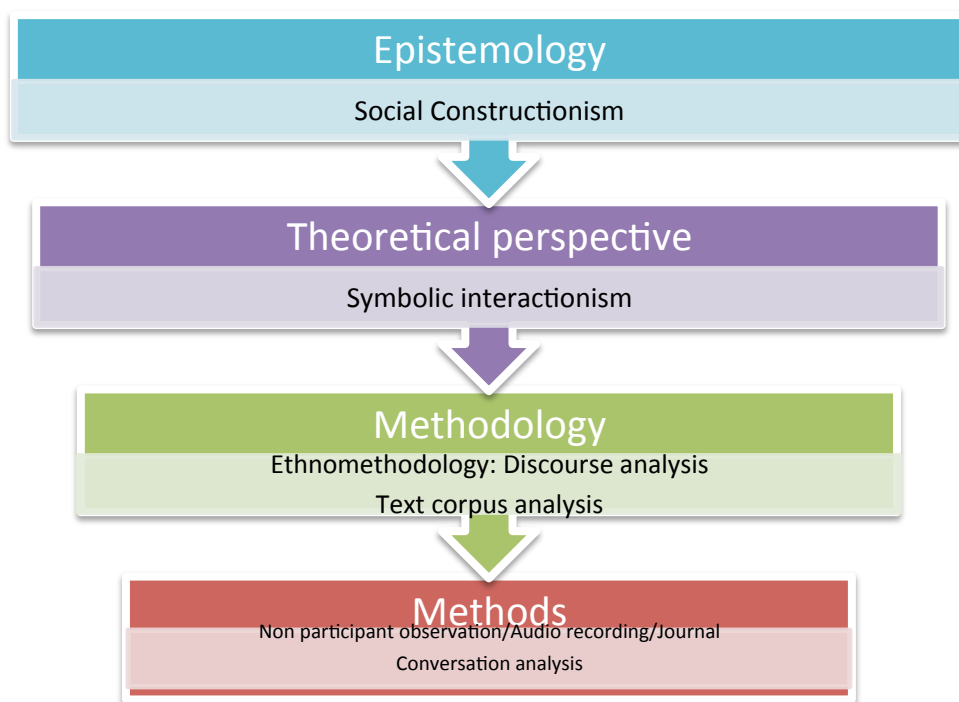 Epistemology
Social Constructionism
Theoretical perspective
Symbolic interactionism
Methodology
Ethnomethodology: Discourse analysis
Text corpus analysis
Methods
Non participant observation/Audio recording/Journal
Conversation analysis